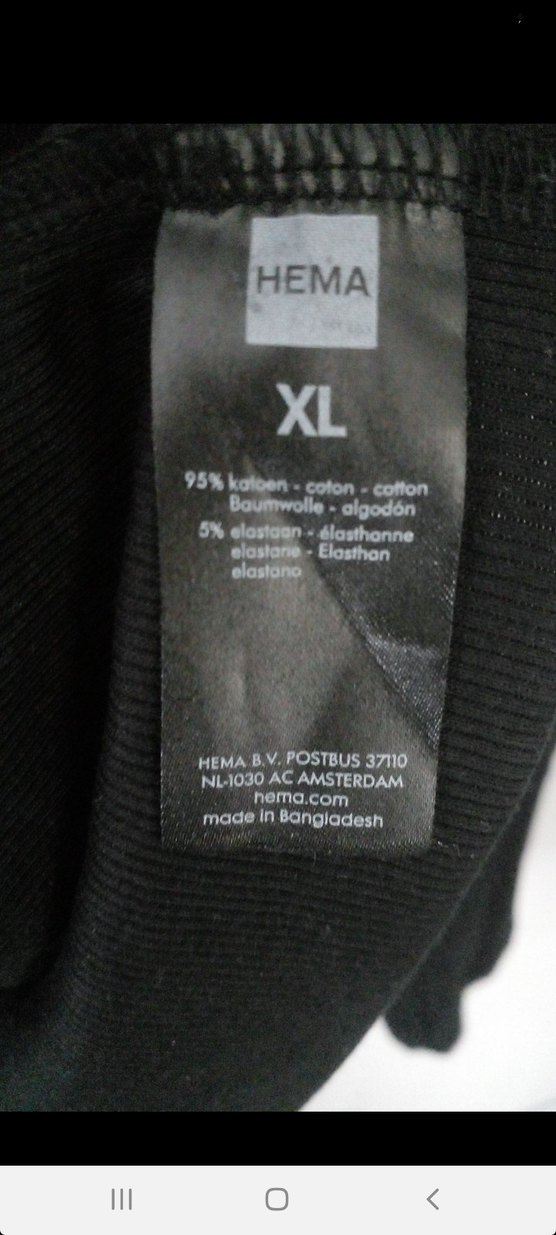 HEMA
XL
95% katoen - coton - cotton
Baumwolle - algodón
5% elastaan - élasthanne
elastane - Elasthan
elastano
HEMA B.V. POSTBUS 37110
NL-1030 AC AMSTERDAM
hema.com
made in Bangladesh